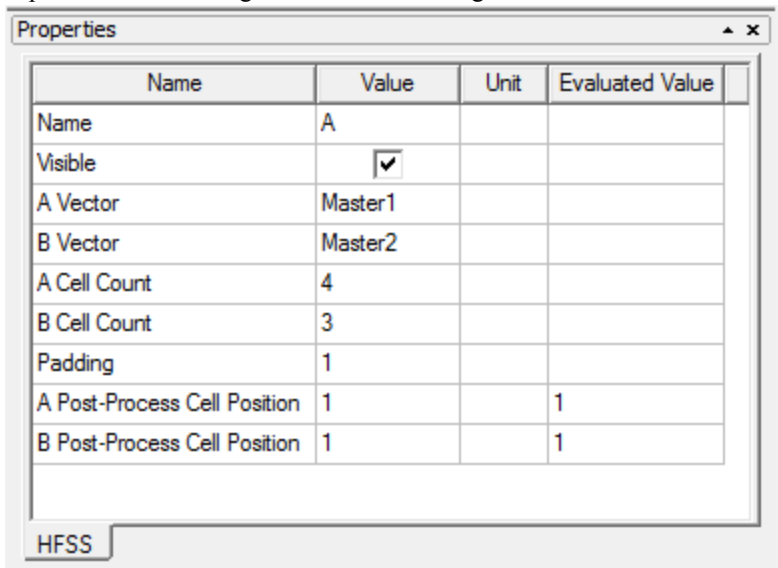 Properties
Name Value Unit Evaluated Value
Name A
Visible
A Vector Master1
B Vector Master2
A Cell Count 4
B Cell Count 3
Padding 1
A Post-Process Cell Position 1 1
B Post-Process Cell Position 1 1
HFSS